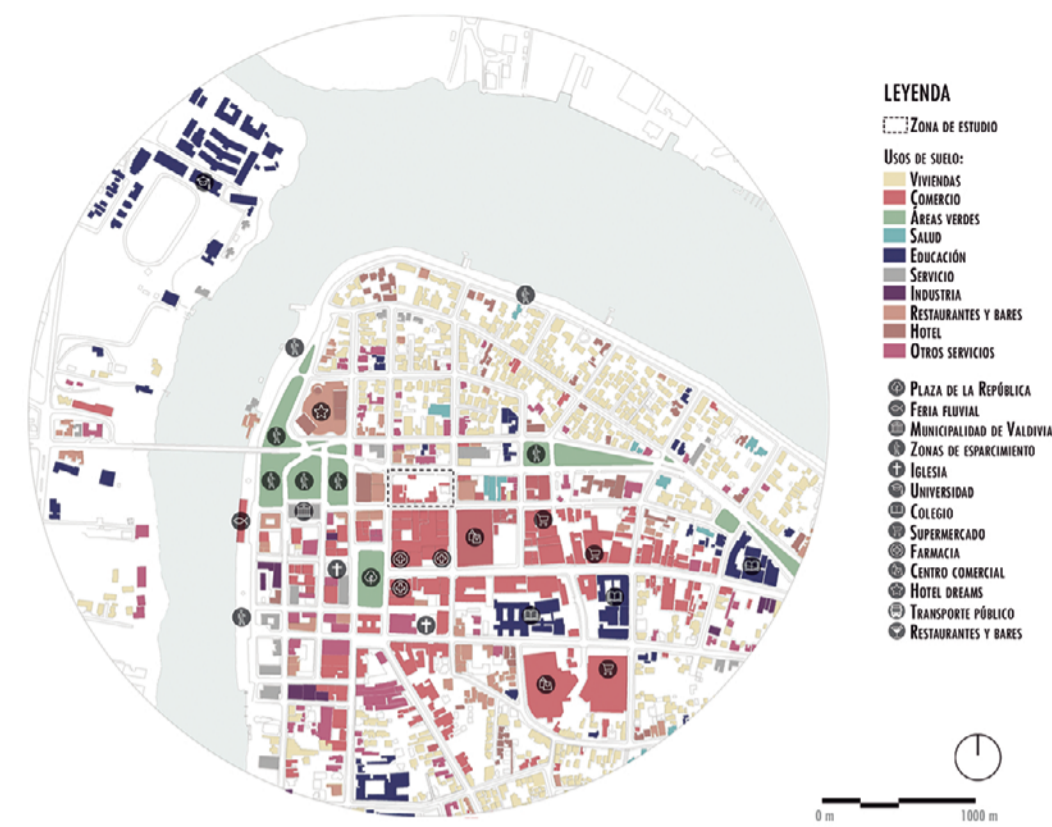 LEYENDA
ZONA DE ESTUDIO
USOS DE SUELO:
VIVIENDAS
COMERCIO
ÁREAS VERDES
SALUD
EDUCACIÓN
SERVICIO
INDUSTRIA
RESTAURANTES Y BARES
HOTEL
OTROS SERVICIOS
PLAZA DE LA REPÚBLICA
FERIA FLUVIAL
MUNICIPALIDAD DE VALDIVIA
ZONAS DE ESPARCIMIENTO
IGLESIA
UNIVERSIDAD
COLEGIO
SUPERMERCADO
FARMACIA
CENTRO COMERCIAL
HOTEL DREAMS
TRANSPORTE PÚBLICO
RESTAURANTES Y BARES
0 m 1000 m